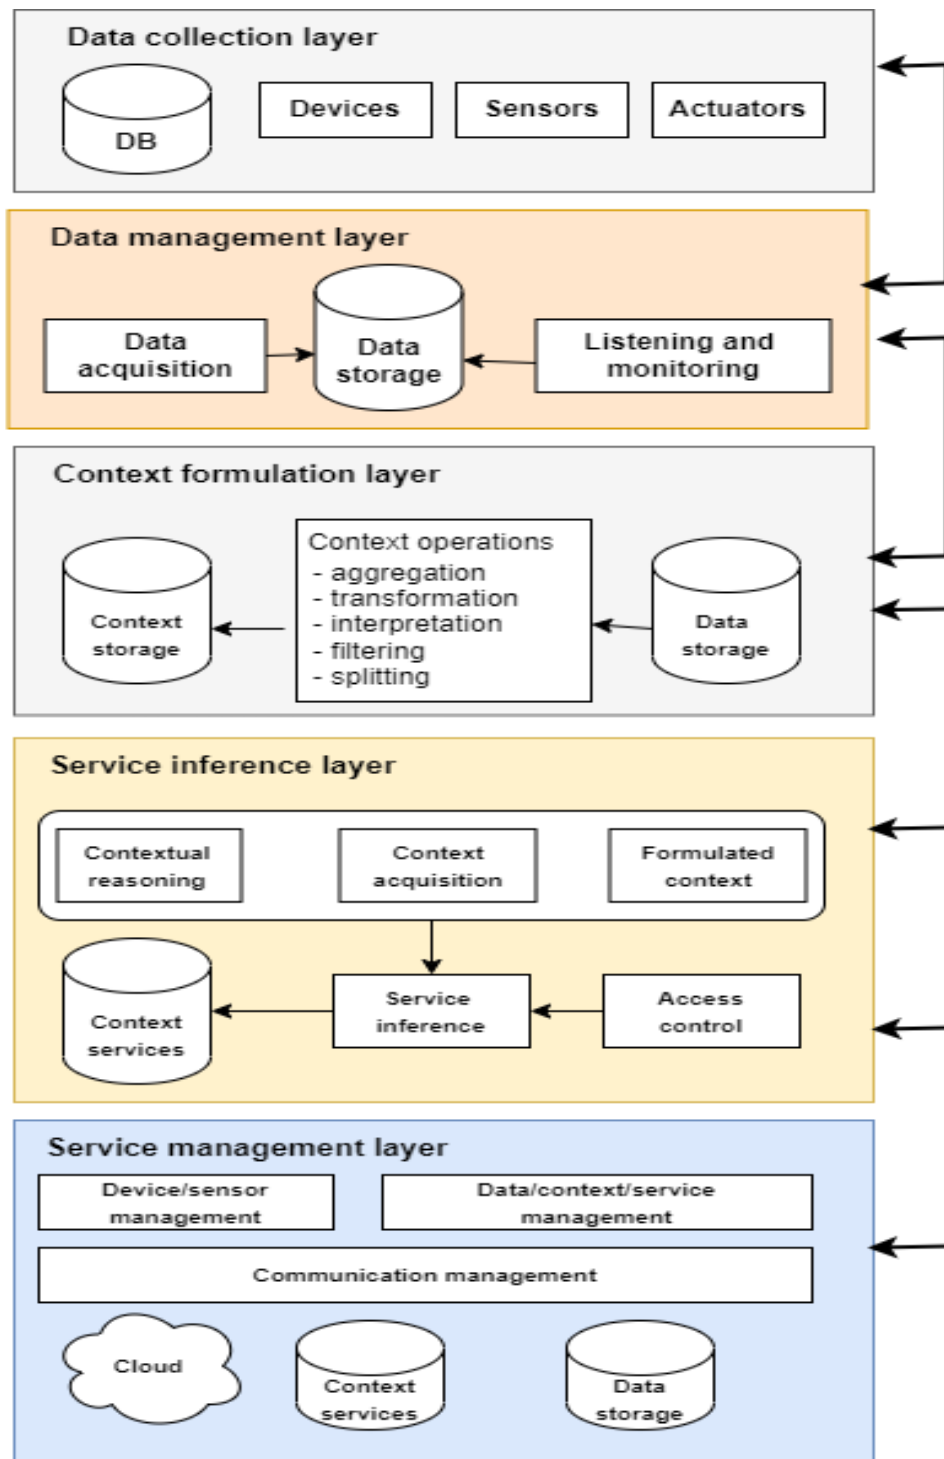 Data collection layer
DB
Devices
Sensors
Actuators
Data management layer
Data
acquisition
Data
storage
Listening and
monitoring
Context formulation layer
Context
storage
Context operations
- aggregation
- transformation
- interpretation
- filtering
- splitting
Data
storage
Service inference layer
Contextual
reasoning
Context
acquisition
Formulated
context
Context
services
Service
inference
Access
control
Service management layer
Device/sensor
management
Data/context/service
management
Communication management
Cloud
Context
services
Data
storage